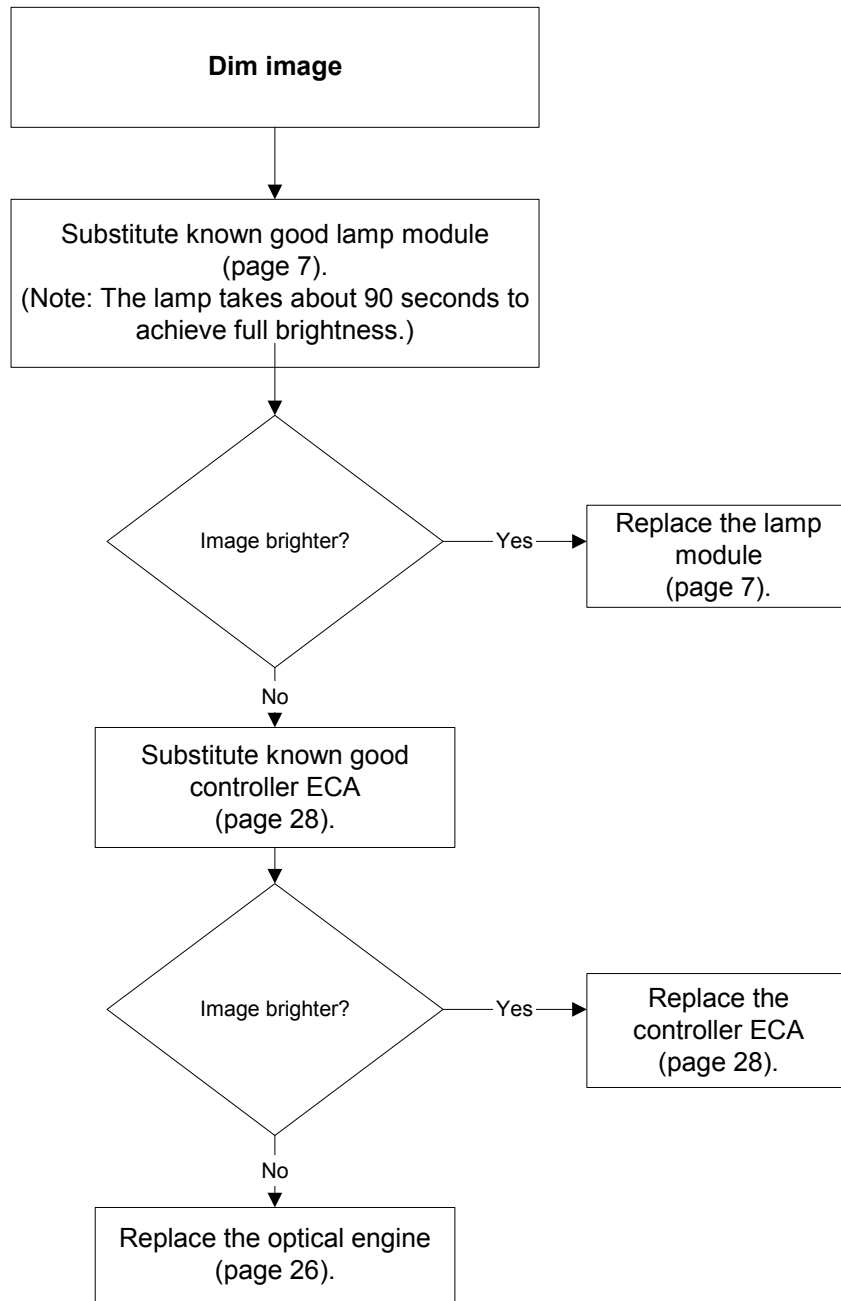 Dim image
Substitute known good lamp module
(page 7).
(Note: The lamp takes about 90 seconds to
achieve full brightness.)
Image brighter?
Yes
Replace the lamp
module
(page 7).
No
Substitute known good
controller ECA
(page 28).
Image brighter?
Yes
Replace the
controller ECA
(page 28).
No
Replace the optical engine
(page 26).